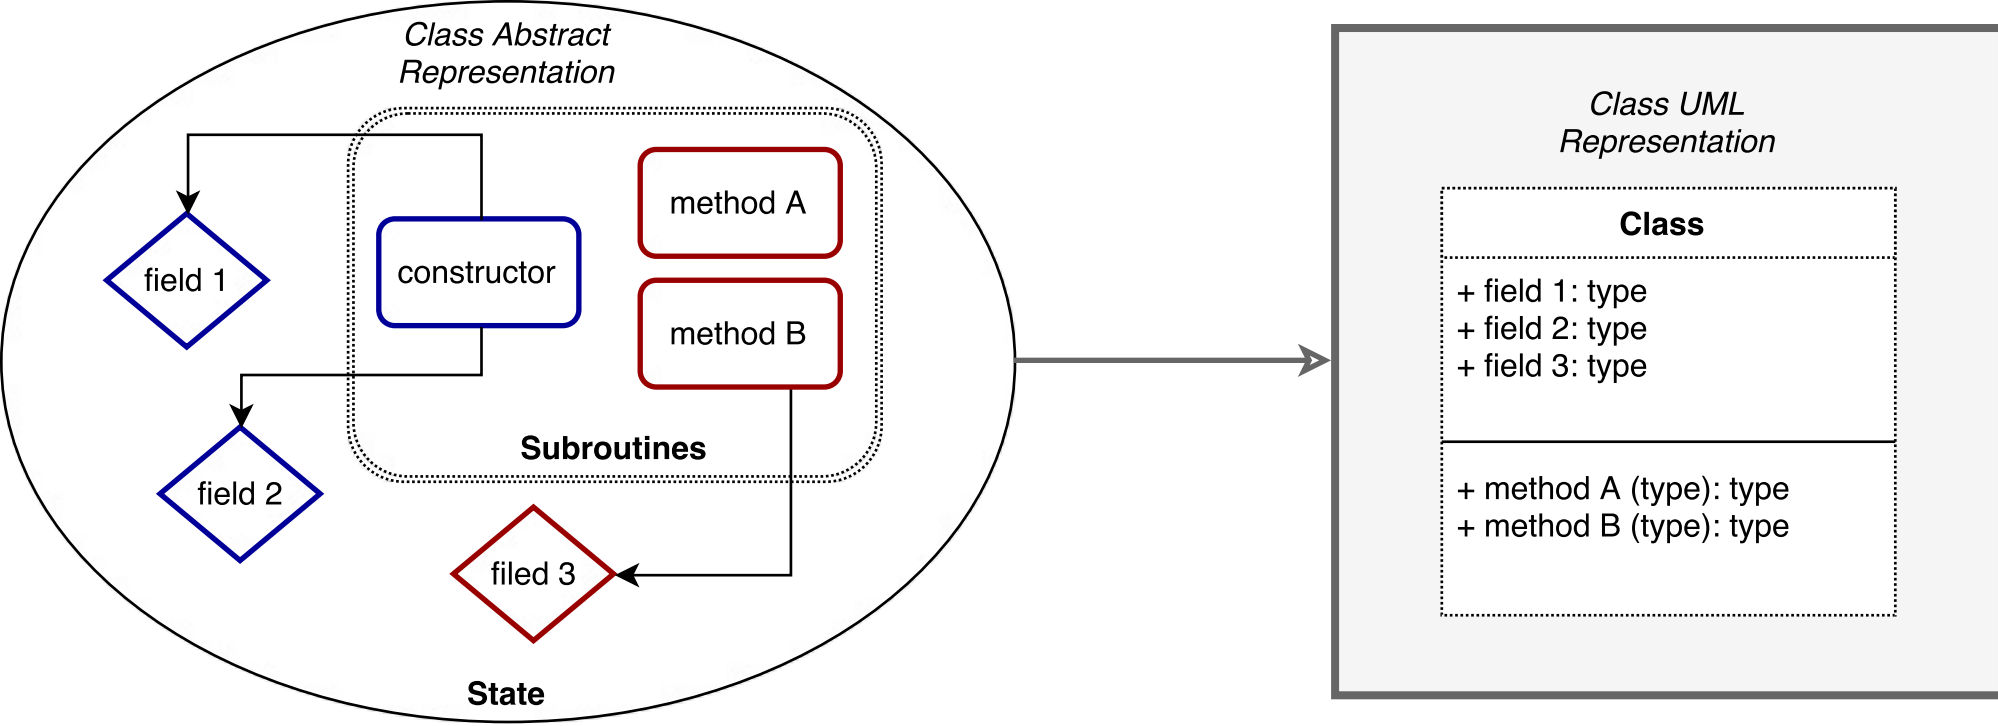 Class Abstract
Representation
method A
constructor
field 1
method B
Subroutines
field 2
filed 3
State
Class UML
Representation
Class
+ field 1: type
+ field 2: type
+ field 3: type
+ method A (type): type
+ method B (type): type